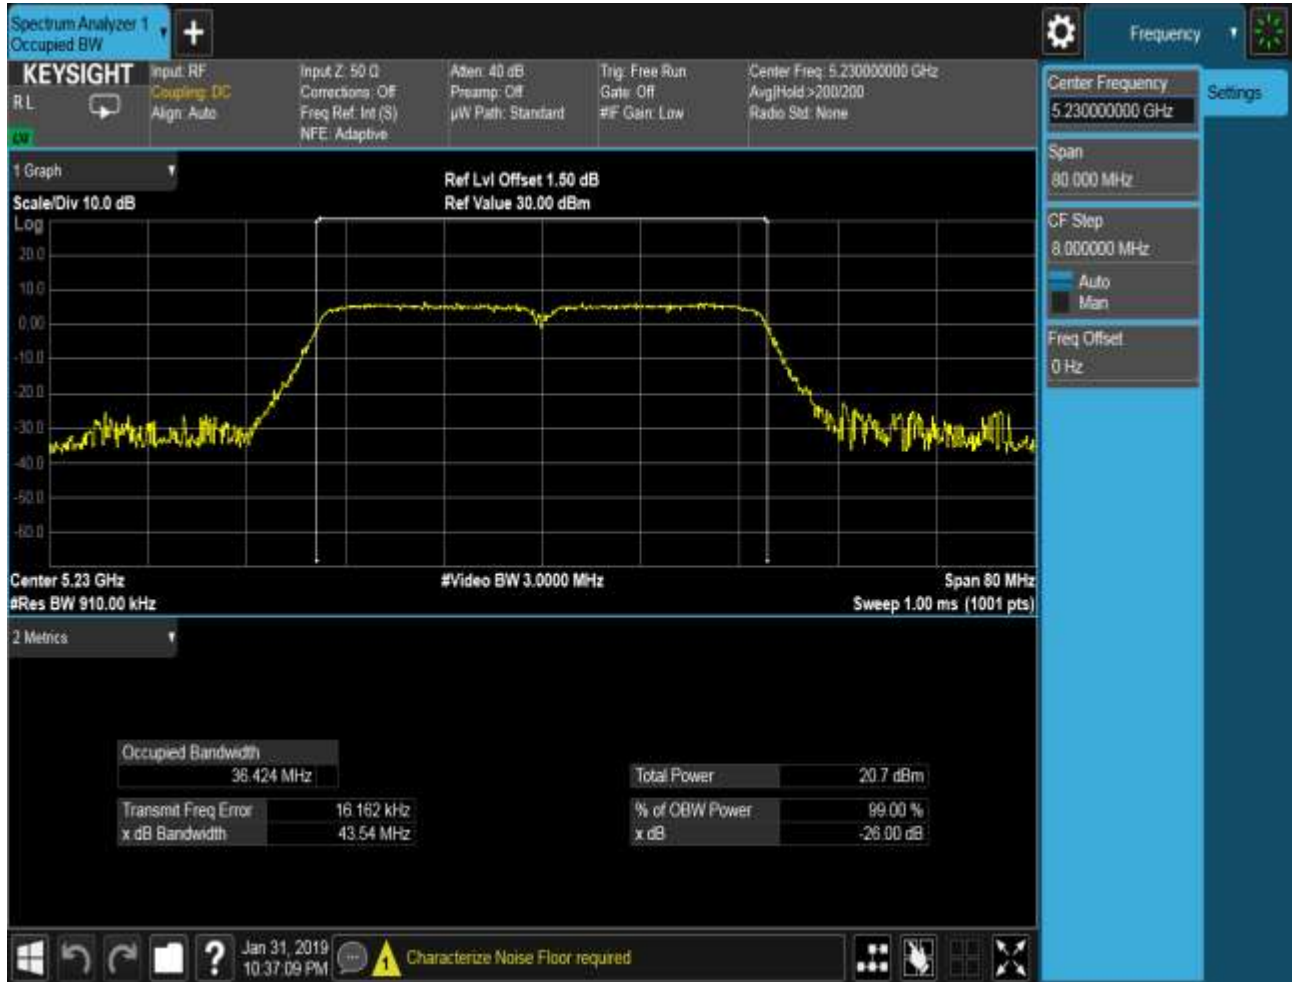 Spectrum Analyzer 1
Occupied BW
+
Frequency
KEYSIGHT
RL
Input: RF
Coupling: DC
Align: Auto
Input Z: 50 Ω
Corrections: Off
Freq Ref: Int (S)
NFE: Adaptive
Atten: 40 dB
Preamp: Off
µW Path: Standard
Trig: Free Run
Gate: Off
#IF Gain: Low
Center Freq: 5.230000000 GHz
Avg|Hold:>200/200
Radio Std: None
Center Frequency
5.230000000 GHz
Settings
Span
80.000 MHz
CF Step
8.000000 MHz
Auto
Man
Freq Offset
0 Hz
1 Graph
Ref Lvl Offset 1.50 dB
Scale/Div 10.0 dB
Ref Value 30.00 dBm
Log
20.0
10.0
0.00
-10.0
-20.0
-30.0
-40.0
-50.0
-60.0
Center 5.23 GHz
#Video BW 3.0000 MHz
Span 80 MHz
#Res BW 910.00 kHz
Sweep 1.00 ms (1001 pts)
2 Metrics
Occupied Bandwidth
36.424 MHz
Total Power
20.7 dBm
Transmit Freq Error
16.162 kHz
% of OBW Power
99.00 %
x dB Bandwidth
43.54 MHz
x dB
-26.00 dB
?
Jan 31, 2019
10:37:09 PM
1
Characterize Noise Floor required